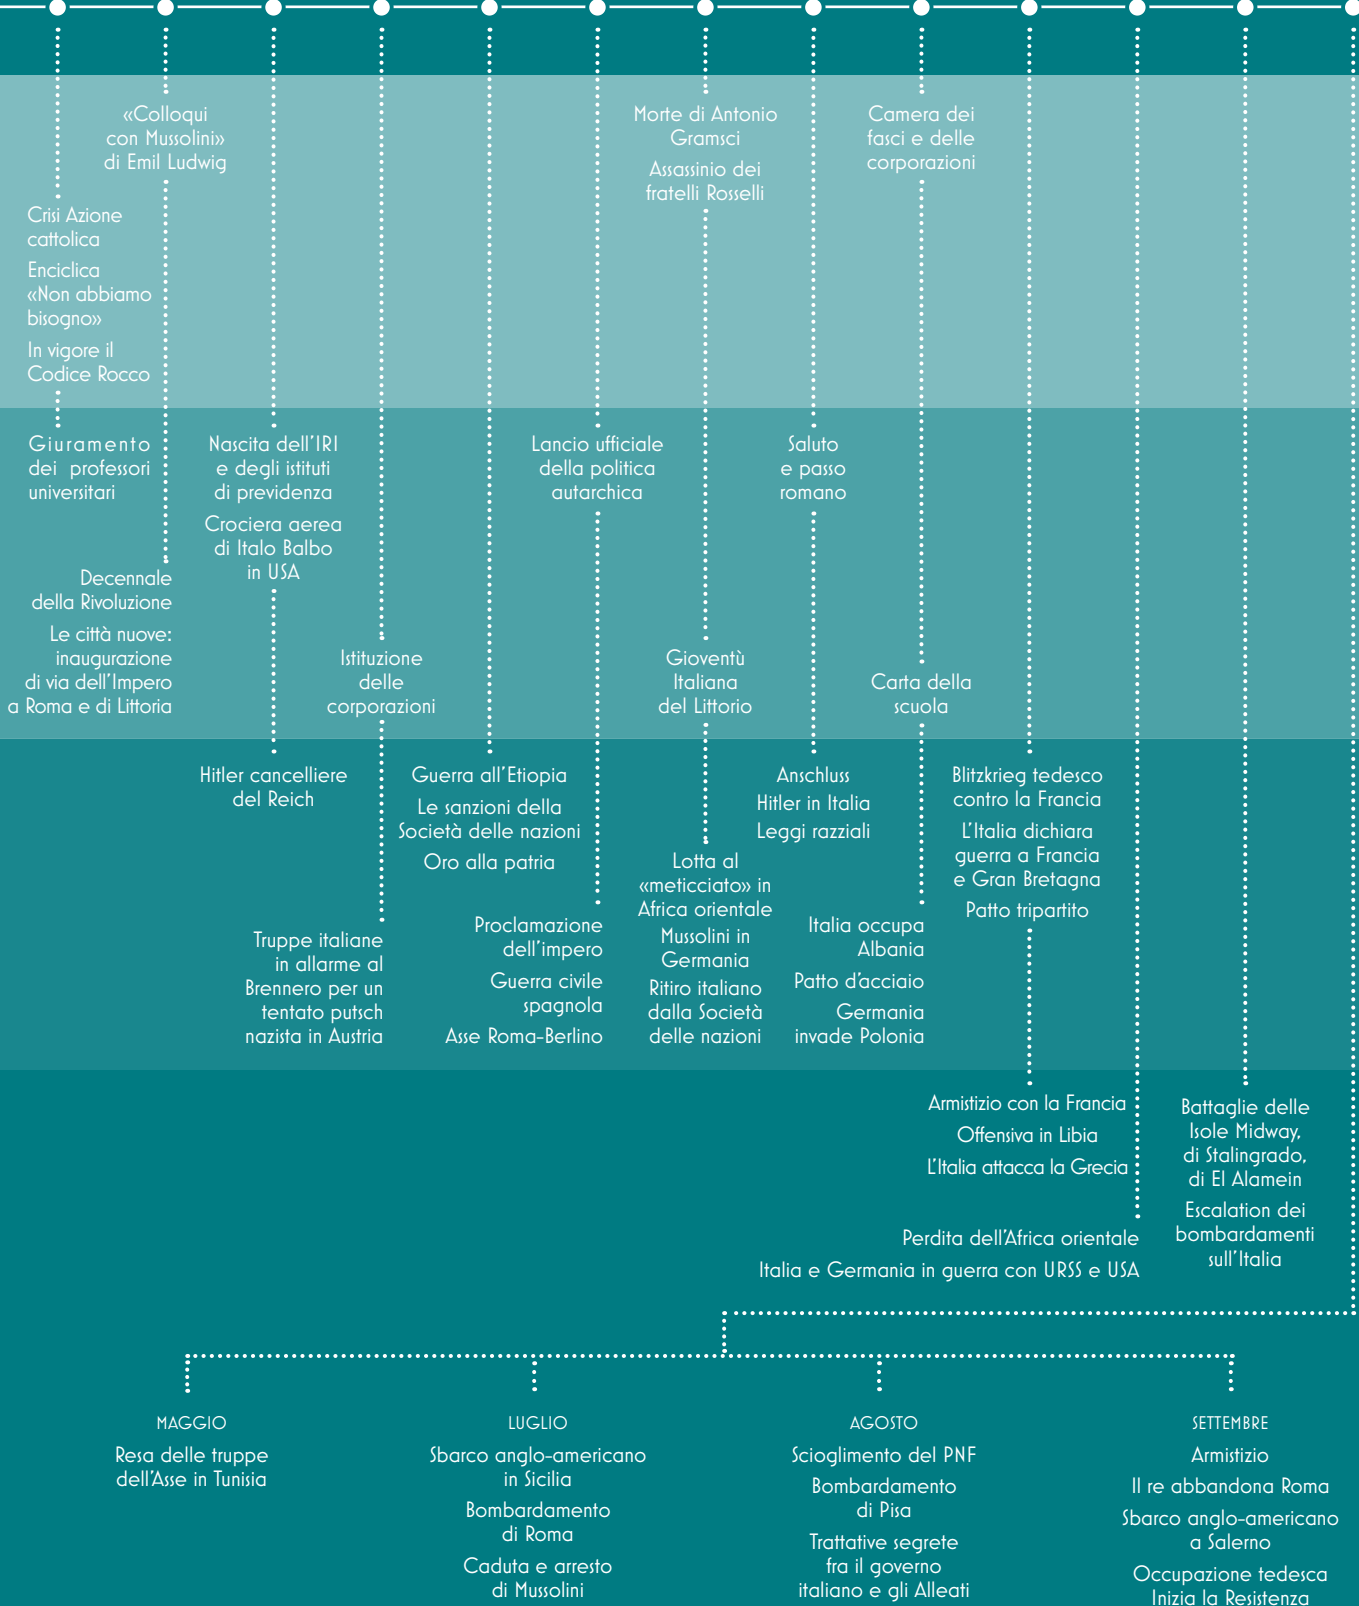 «Colloqui
con Mussolini»
di Emil Ludwig
Morte di Antonio
Gramsci
Assassinio dei
fratelli Rosselli
Camera dei
fasci e delle
corporazioni
Crisi Azione
cattolica
Enciclica
«Non abbiamo
bisogno»
In vigore il
Codice Rocco
Giuramento
dei professori
universitari
Nascita dell'IRI
e degli istituti
di previdenza
Crociera aerea
di Italo Balbo
in USA
Lancio ufficiale
della politica
autarchica
Saluto
e passo
romano
Decennale
della Rivoluzione
Le città nuove:
inaugurazione
di via dell'Impero
a Roma e di Littoria
Istituzione
delle
corporazioni
Gioventù
Italiana
del Littorio
Carta della
scuola
Hitler cancelliere
del Reich
Guerra all'Etiopia
Le sanzioni della
Società delle nazioni
Oro alla patria
Anschluss
Hitler in Italia
Leggi razziali
Blitzkrieg tedesco
contro la Francia
L'Italia dichiara
guerra a Francia
e Gran Bretagna
Patto tripartito
Truppe italiane
in allarme al
Brennero per un
tentato putsch
nazista in Austria
Proclamazione
dell'impero
Guerra civile
spagnola
Asse Roma-Berlino
Lotta al
«meticciato» in
Africa orientale
Mussolini in
Germania
Ritiro italiano
dalla Società
delle nazioni
Italia occupa
Albania
Patto d'acciaio
Germania
invade Polonia
Armistizio con la Francia
Offensiva in Libia
L'Italia attacca la Grecia
Battaglie delle
Isole Midway,
di Stalingrado,
di El Alamein
Escalation dei
bombardamenti
sull'Italia
Perdita dell'Africa orientale
Italia e Germania in guerra con URSS e USA
MAGGIO
Resa delle truppe
dell'Asse in Tunisia
LUGLIO
Sbarco anglo-americano
in Sicilia
Bombardamento
di Roma
Caduta e arresto
di Mussolini
AGOSTO
Scioglimento del PNF
Bombardamento
di Pisa
Trattative segrete
fra il governo
italiano e gli Alleati
SETTEMBRE
Armistizio
Il re abbandona Roma
Sbarco anglo-americano
a Salerno
Occupazione tedesca
Inizia la Resistenza